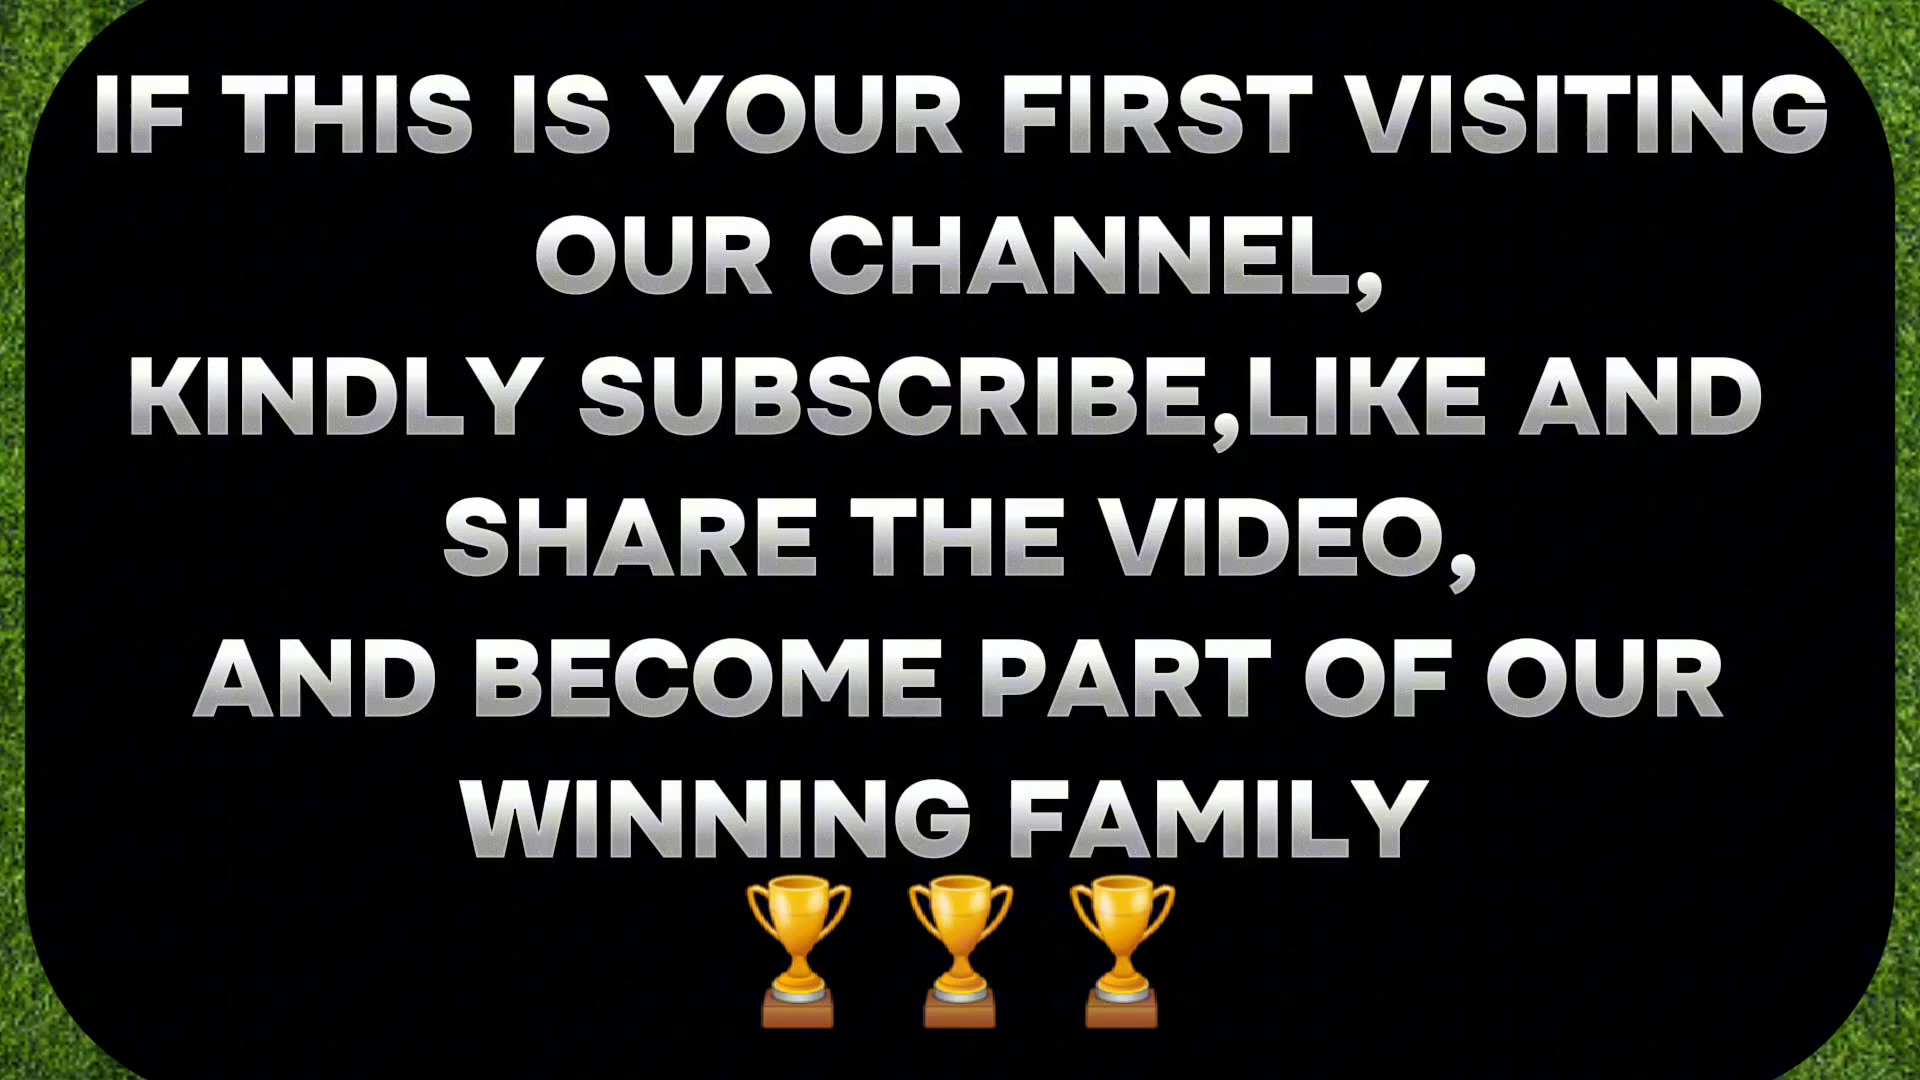 IF THIS IS YOUR FIRST VISITING
OUR CHANNEL,
KINDLY SUBSCRIBE,LIKE AND
SHARE THE VIDEO,
AND BECOME PART OF OUR
WINNING FAMILY